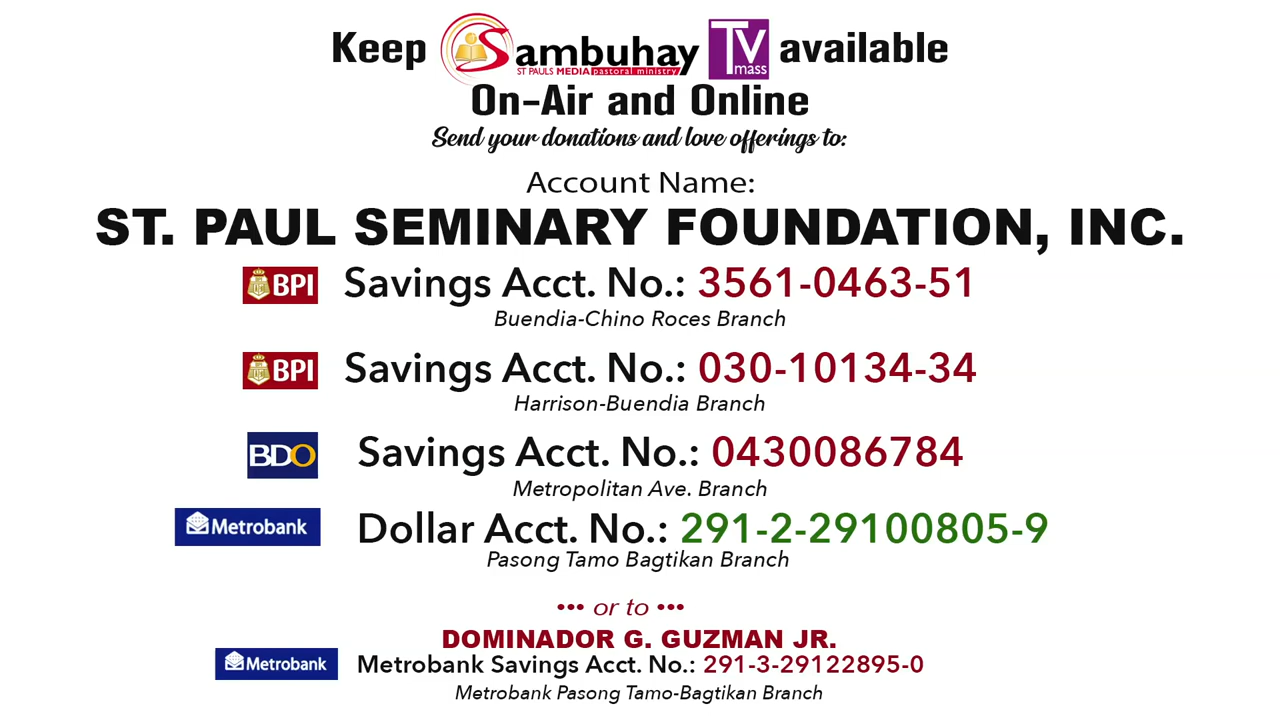 Keep Sambuhay TV mass available
ST PAULS MEDIA pastoral ministry
On-Air and Online
Send your donations and love offerings to:
Account Name:
ST. PAUL SEMINARY FOUNDATION, INC.
BPI Savings Acct. No.: 3561-0463-51
Buendia-Chino Roces Branch
BPI Savings Acct. No.: 030-10134-34
Harrison-Buendia Branch
BDO Savings Acct. No.: 0430086784
Metropolitan Ave. Branch
Metrobank Dollar Acct. No.: 291-2-29100805-9
Pasong Tamo Bagtikan Branch
••• or to •••
DOMINADOR G. GUZMAN JR.
Metrobank Metrobank Savings Acct. No.: 291-3-29122895-0
Metrobank Pasong Tamo-Bagtikan Branch